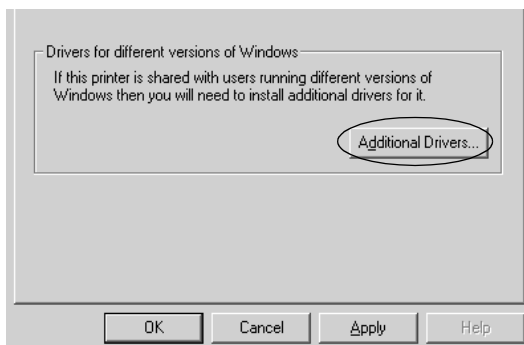 Drivers for different versions of Windows
If this printer is shared with users running different versions of
Windows then you will need to install additional drivers for it.
Additional Drivers...
OK Cancel Apply Help